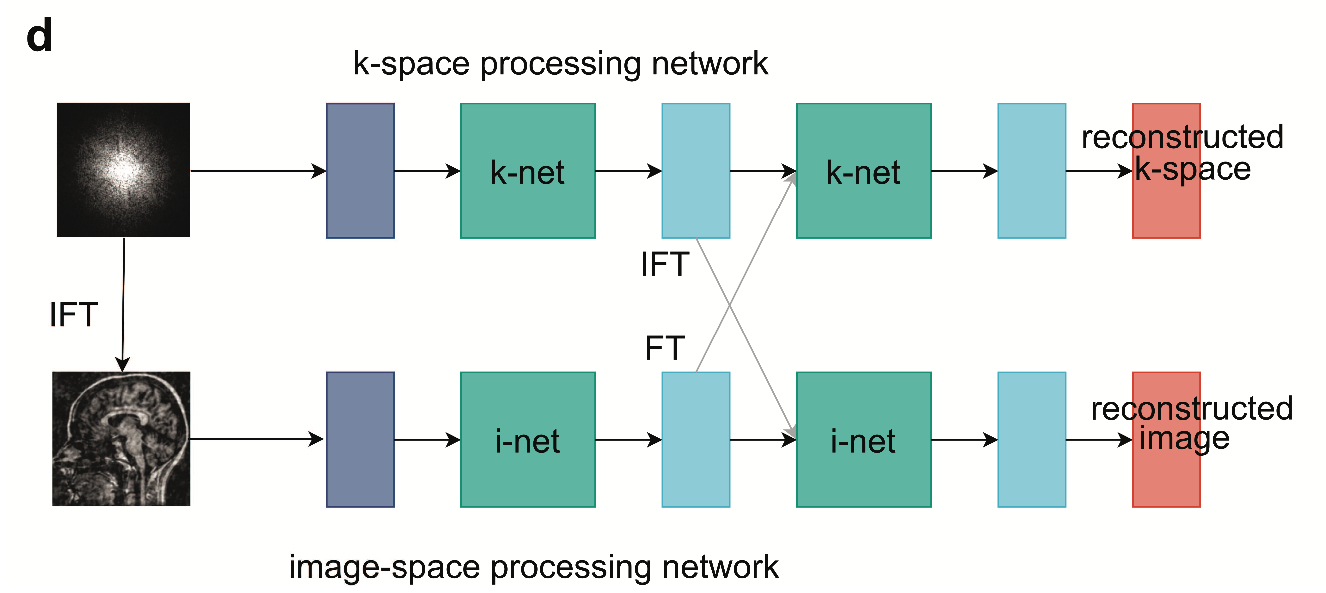 d
k-space processing network
k-net
k-net
reconstructed
k-space
IFT
IFT
FT
i-net
i-net
reconstructed
image
image-space processing network